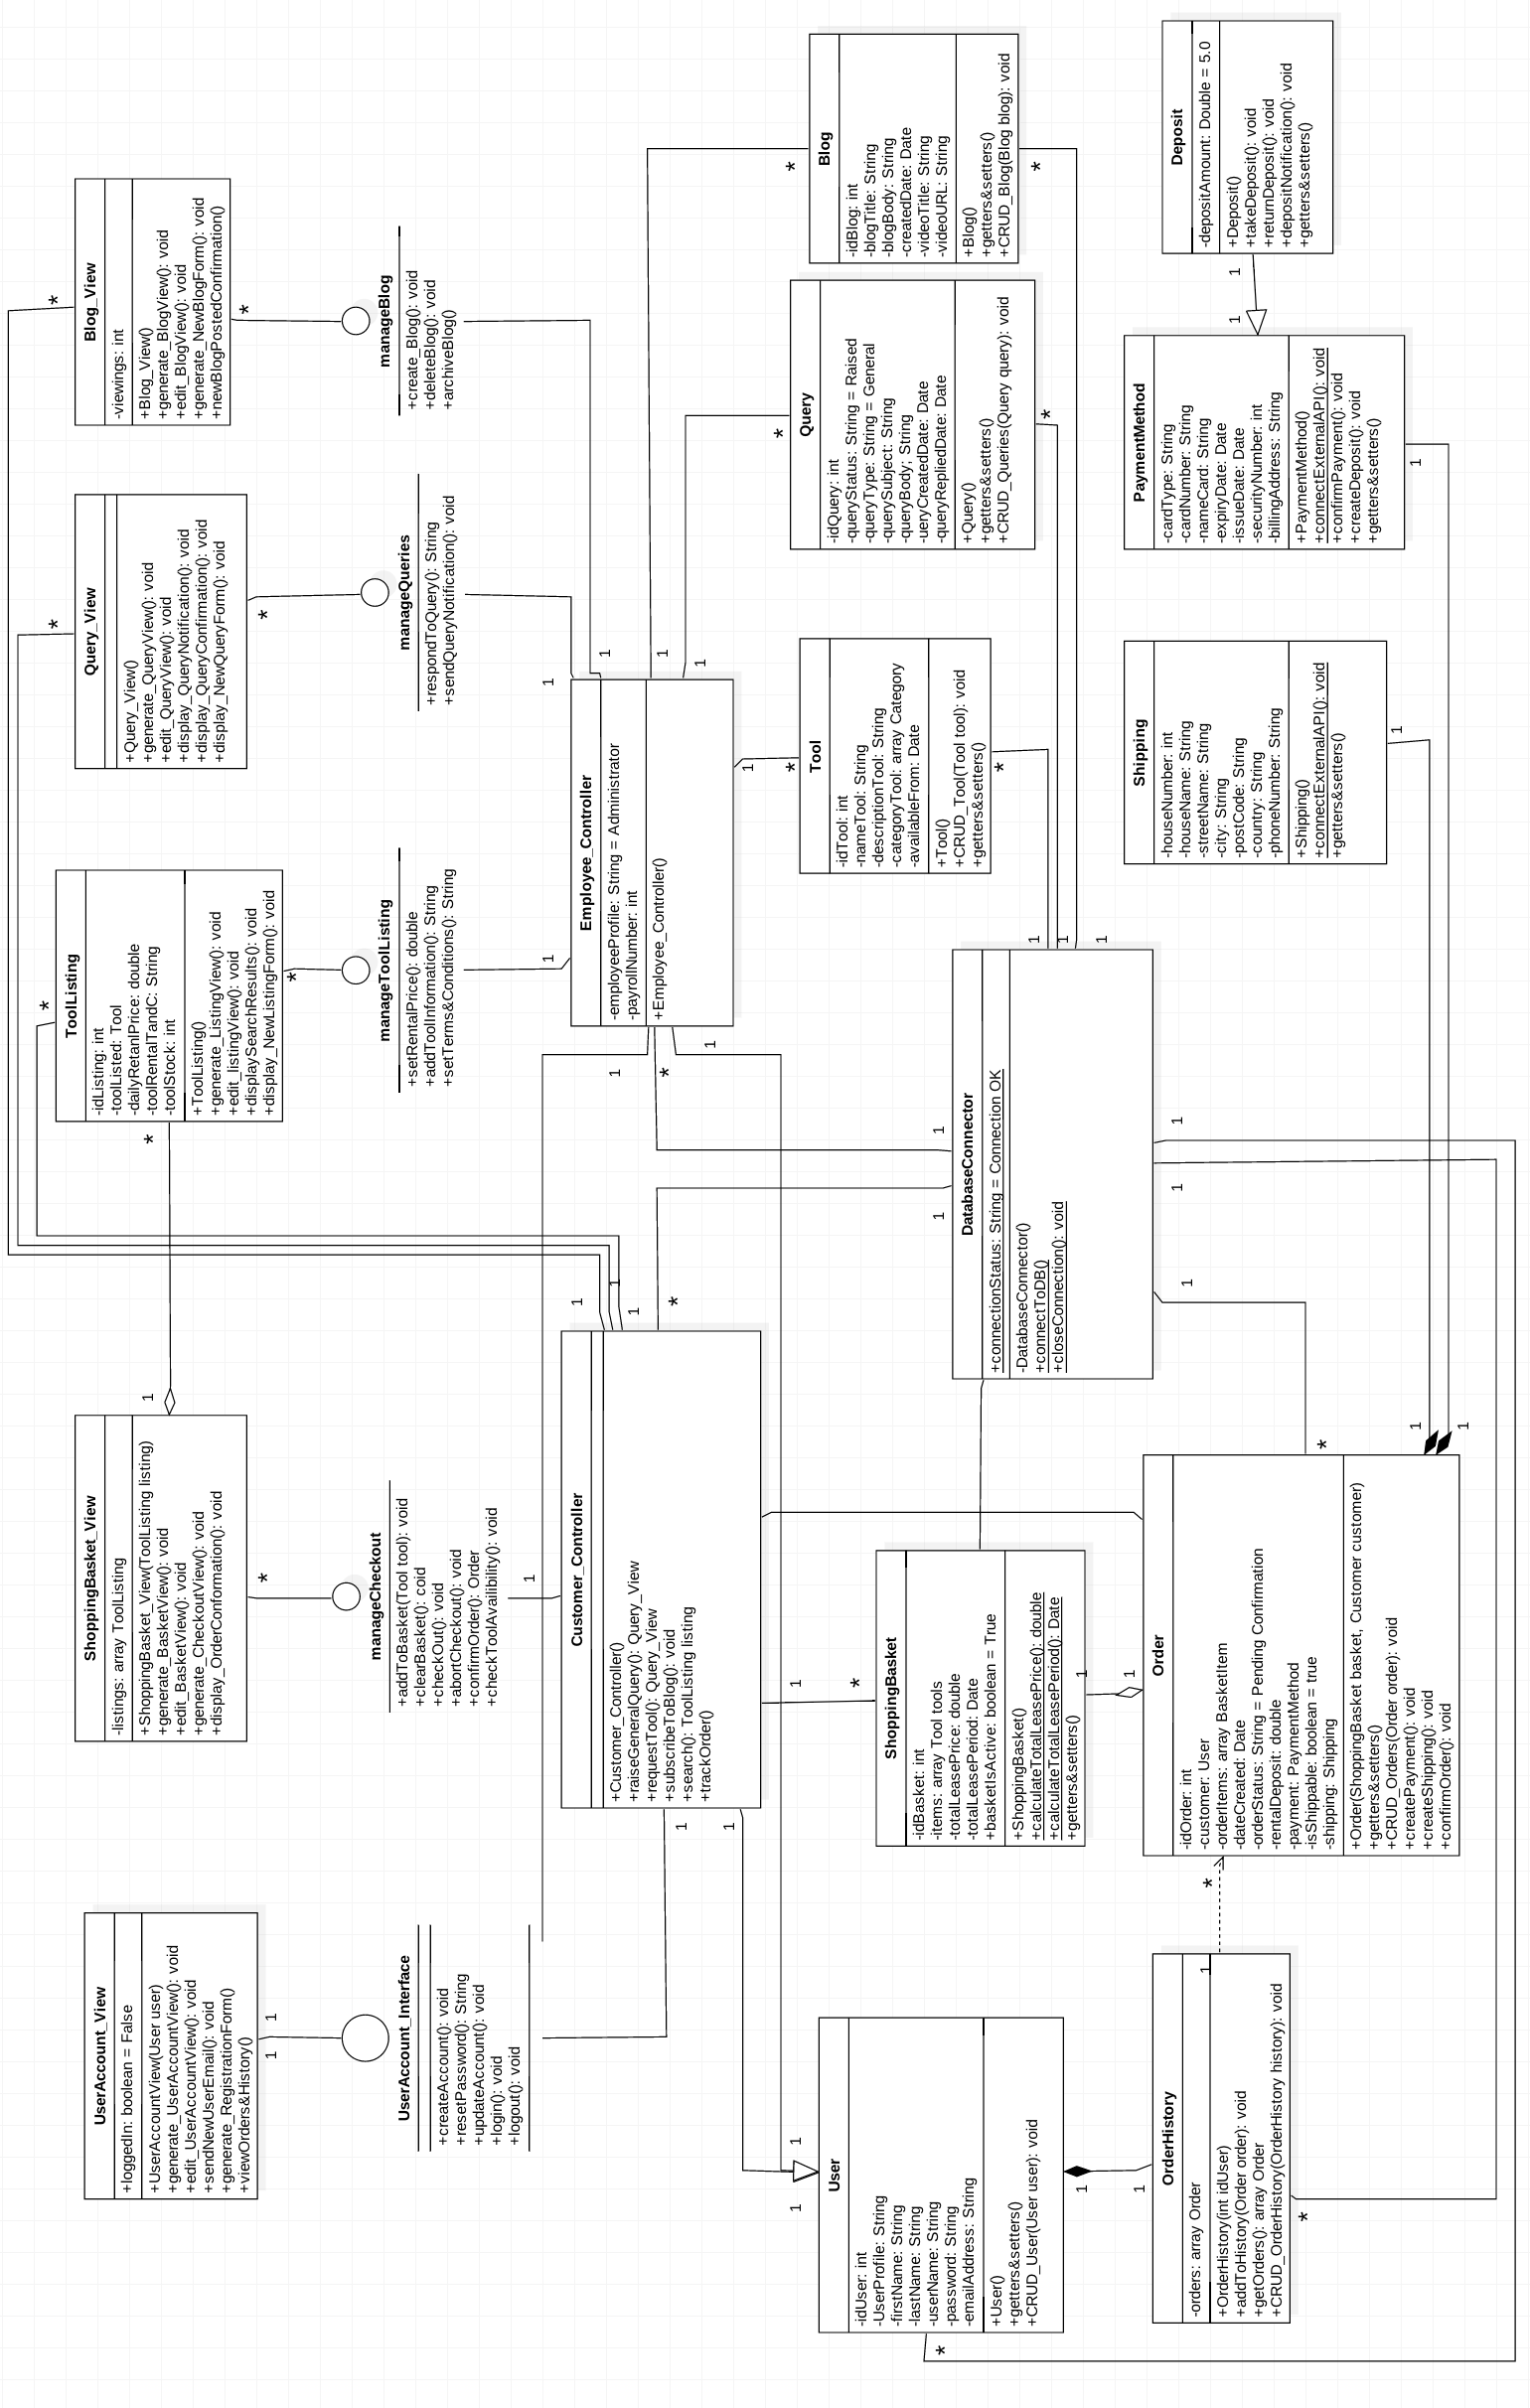 UserAccount_View
+loggedIn: boolean = False
+UserAccountView(User user)
+generate_UserAccountView(): void
+edit_UserAccountView(): void
+sendNewUserEmail(): void
+generate_RegistrationForm()
+viewOrders&History()
1
1
ShoppingBasket_View
-listings: array ToolListing
+ShoppingBasket_View(ToolListing listing)
+generate_BasketView(): void
+edit_BasketView(): void
+generate_CheckoutView(): void
+display_OrderConformation(): void
1
*
*
ToolListing
-idListing: int
-toolListed: Tool
-dailyRetanlPrice: double
-toolRentalTandC: String
-toolStock: int
+ToolListing()
+generate_ListingView(): void
+edit_listingView(): void
+displaySearchResults(): void
+display_NewListingForm(): void
*
*
Query_View
+Query_View()
+generate_QueryView(): void
+edit_QueryView(): void
+display_QueryNotification(): void
+display_QueryConfirmation(): void
+display_NewQueryForm(): void
*
*
Blog_View
-viewings: int
+Blog_View()
+generate_BlogView(): void
+edit_BlogView(): void
+generate_NewBlogForm(): void
+newBlogPostedConfirmation()
*
*
UserAccount_Interface
+createAccount(): void
+resetPassword(): String
+updateAccount(): void
+login(): void
+logout(): void
manageCheckout
+addToBasket(Tool tool): void
+clearBasket(): coid
+checkOut(): void
+abortCheckout(): void
+confirmOrder(): Order
+checkToolAvailibility(): void
1
manageToolListing
+setRentalPrice(): double
+addToolInformation(): String
+setTerms&Conditions(): String
1
manageQueries
+respondToQuery(): String
+sendQueryNotification(): void
1
manageBlog
+create_Blog(): void
+deleteBlog(): void
+archiveBlog()
1
Customer_Controller
+Customer_Controller()
+raiseGeneralQuery(): Query_View
+requestTool(): Query_View
+subscribeToBlog(): void
+search(): ToolListing listing
+trackOrder()
1
1
1
1
1
*
1
Employee_Controller
-employeeProfile: String = Administrator
-payrollNumber: int
+Employee_Controller()
1
*
1
1
1
1
User
-idUser: int
-UserProfile: String
-firstName: String
-lastName: String
-userName: String
-password: String
-emailAddress: String
+User()
+getters&setters()
+CRUD_User(User user): void
1
1
*
1
ShoppingBasket
-idBasket: int
-items: array Tool tools
-totalLeasePrice: double
-totalLeasePeriod: Date
+basketIsActive: boolean = True
+ShoppingBasket()
+calculateTotalLeasePrice(): double
+calculateTotalLeasePeriod(): Date
+getters&setters()
*
1
DatabaseConnector
+connectionStatus: String = Connection OK
-DatabaseConnector()
+connectToDB()
+closeConnection(): void
1
1
1
1
1
1
1
1
Tool
-idTool: int
-nameTool: String
-descriptionTool: String
-categoryTool: array Category
-availableFrom: Date
+Tool()
+CRUD_Tool(Tool tool): void
+getters&setters()
*
*
Query
-idQuery: int
-queryStatus: String = Raised
-queryType: String = General
-querySubject: String
-queryBody; String
-ueryCreatedDate: Date
-queryRepliedDate: Date
+Query()
+getters&setters()
+CRUD_Queries(Query query): void
*
*
Blog
-idBlog: int
-blogTitle: String
-blogBody: String
-createdDate: Date
-videoTitle: String
-videoURL: String
+Blog()
+getters&setters()
+CRUD_Blog(Blog blog): void
*
*
OrderHistory
-orders: array Order
+OrderHistory(int idUser)
+addToHistory(Order order): void
+getOrders(): array Order
+CRUD_OrderHistory(OrderHistory history): void
1
1
*
Order
-idOrder: int
-customer: User
-orderItems: array BasketItem
-dateCreated: Date
-orderStatus: String = Pending Confirmation
-rentalDeposit: double
-payment: PaymentMethod
-isShippable: boolean = true
-shipping: Shipping
+Order(ShoppingBasket basket, Customer customer)
+getters&setters()
+CRUD_Orders(Order order): void
+createPayment(): void
+createShipping(): void
+confirmOrder(): void
*
1
*
1
1
Shipping
-houseNumber: int
-houseName: String
-streetName: String
-city: String
-postCode: String
-country: String
-phoneNumber: String
+Shipping()
+connectExternalAPI(): void
+getters&setters()
1
PaymentMethod
-cardType: String
-cardNumber: String
-nameCard: String
-expiryDate: Date
-issueDate: Date
-securityNumber: int
-billingAddress: String
+PaymentMethod()
+connectExternalAPI(): void
+confirmPayment(): void
+createDeposit(): void
+getters&setters()
1
1
Deposit
-depositAmount: Double = 5.0
+Deposit()
+takeDeposit(): void
+returnDeposit(): void
+depositNotification(): void
+getters&setters()
1